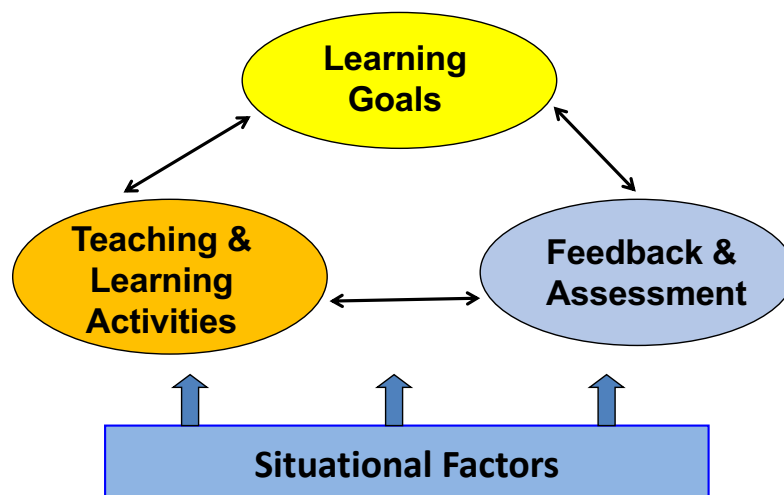 Learning
Goals
Teaching &
Learning
Activities
Feedback &
Assessment
Situational Factors